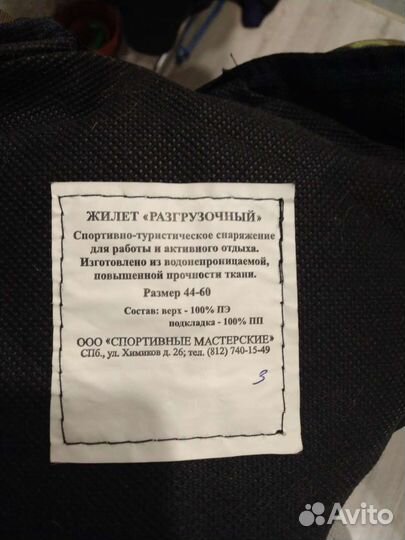 ЖИЛЕТ «РАЗГРУЗОЧНЫЙ»
Спортивно-туристическое снаряжение
для работы и активного отдыха.
Изготовлено из водонепроницаемой,
повышенной прочности ткани.
Размер 44-60
Состав: верх - 100% ПЭ
подкладка - 100% ПП
ООО «СПОРТИВНЫЕ МАСТЕРСКИЕ»
СПб., ул. Химиков д. 26; тел. (812) 740-15-49
3
Avito